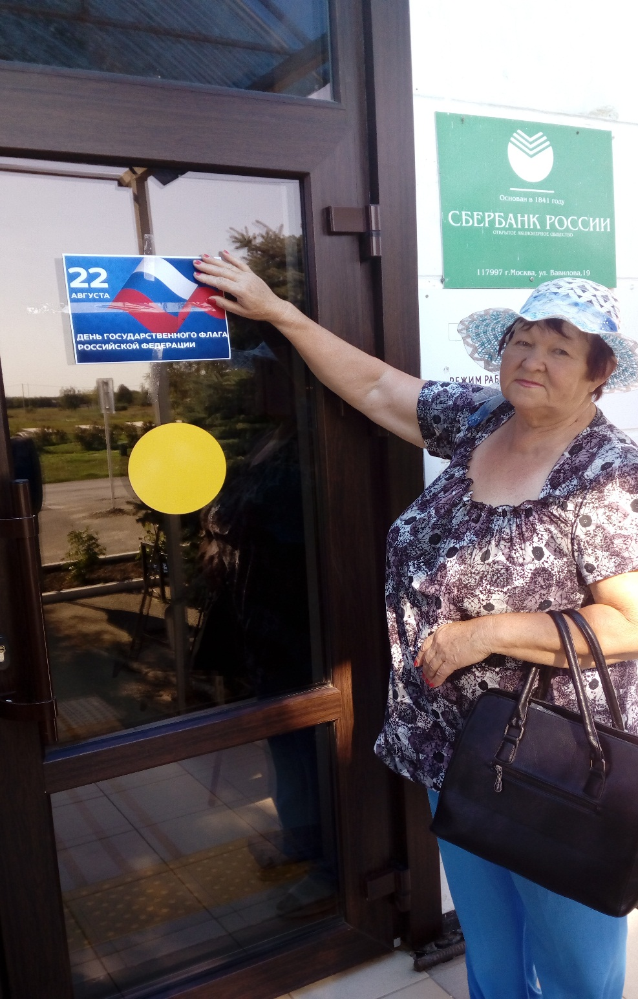 22
АВГУСТА
ДЕНЬ ГОСУДАРСТВЕННОГО ФЛАГА
РОССИЙСКОЙ ФЕДЕРАЦИИ
Основан в 1841 году
СБЕРБАНК РОССИИ
ОТКРЫТОЕ АКЦИОНЕРНОЕ ОБЩЕСТВО
117997 г.Москва, ул. Вавилова,19
РЕЖИМ РАБ